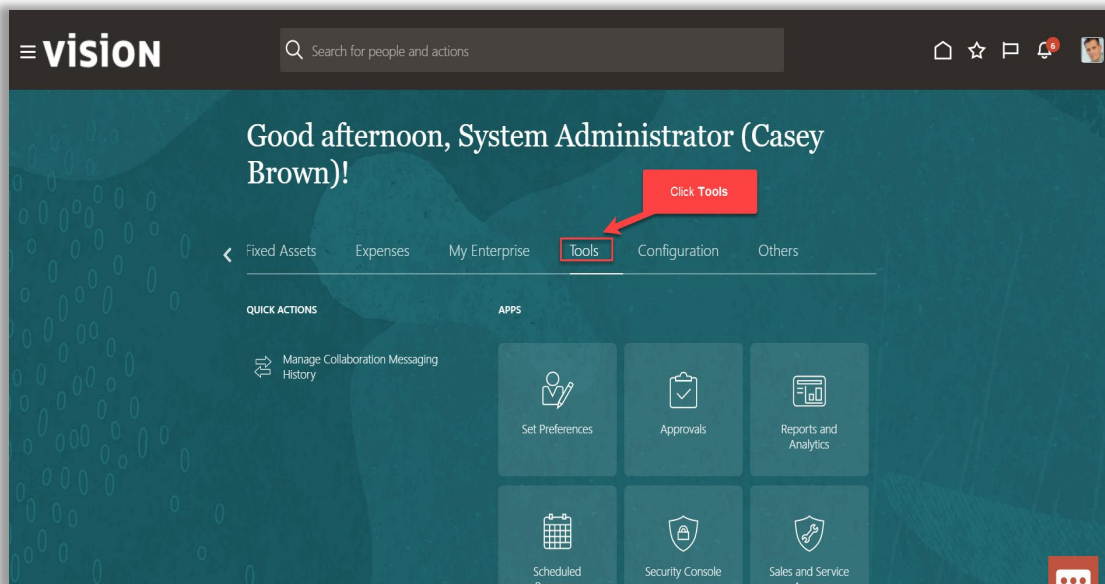 vision
Search for people and actions
6
Good afternoon, System Administrator (Casey
Brown)!
Click Tools
Fixed Assets Expenses My Enterprise Tools Configuration Others
QUICK ACTIONS APPS
Manage Collaboration Messaging
History
Set Preferences Approvals Reports and
Analytics
Scheduled Security Console Sales and Service